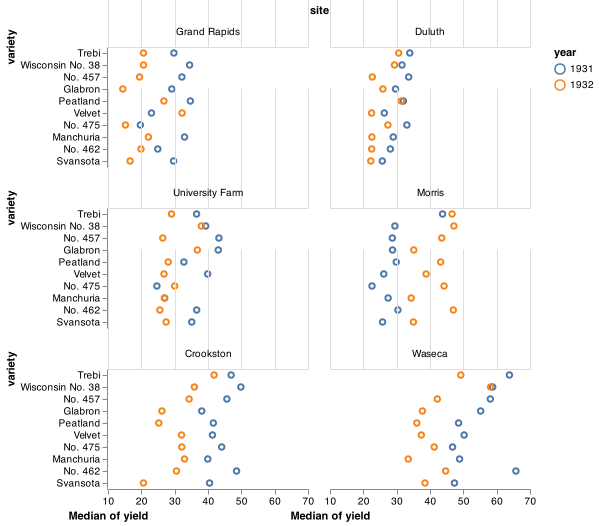 site
Grand Rapids
Duluth
variety
Trebi
Wisconsin No. 38
No. 457
Glabron
Peatland
Velvet
No. 475
Manchuria
No. 462
Svansota
year
1931
1932
University Farm
Morris
variety
Trebi
Wisconsin No. 38
No. 457
Glabron
Peatland
Velvet
No. 475
Manchuria
No. 462
Svansota
Crookston
Waseca
variety
Trebi
Wisconsin No. 38
No. 457
Glabron
Peatland
Velvet
No. 475
Manchuria
No. 462
Svansota
10 20 30 40 50 60 70
10 20 30 40 50 60 70
Median of yield
Median of yield